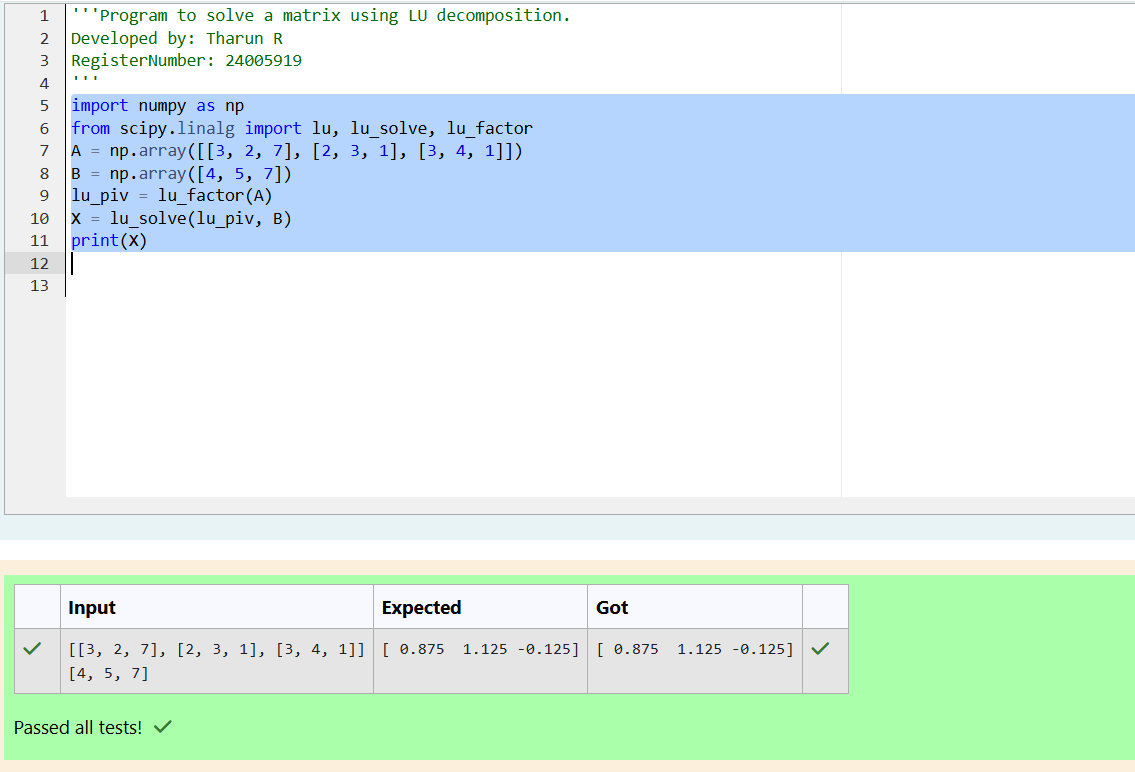 1 '''Program to solve a matrix using LU decomposition.
2 Developed by: Tharun R
3 RegisterNumber: 24005919
4 '''
5 import numpy as np
6 from scipy.linalg import lu, lu_solve, lu_factor
7 A = np.array([[3, 2, 7], [2, 3, 1], [3, 4, 1]])
8 B = np.array([4, 5, 7])
9 lu_piv = lu_factor(A)
10 X = lu_solve(lu_piv, B)
11 print(X)
12
13
Input Expected Got
[[3, 2, 7], [2, 3, 1], [3, 4, 1]] [ 0.875  1.125 -0.125] [ 0.875  1.125 -0.125]
[4, 5, 7]
Passed all tests!